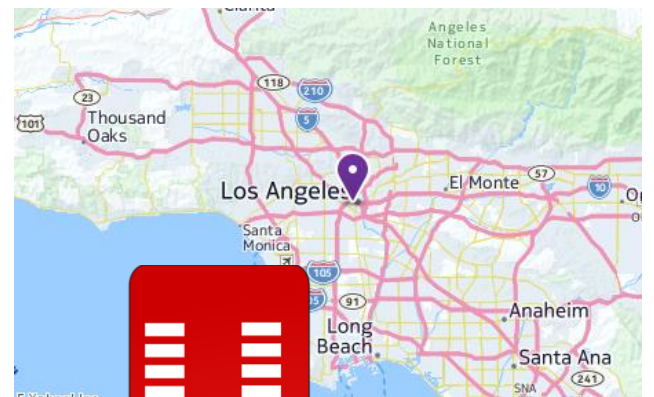 Angeles
National
Forest
118
210
23
5
101
Thousand
Oaks
57
Los Angeles
El Monte
10
Santa
Monica
105
91
Anaheim
Long
Beach
Santa Ana
241
SNA